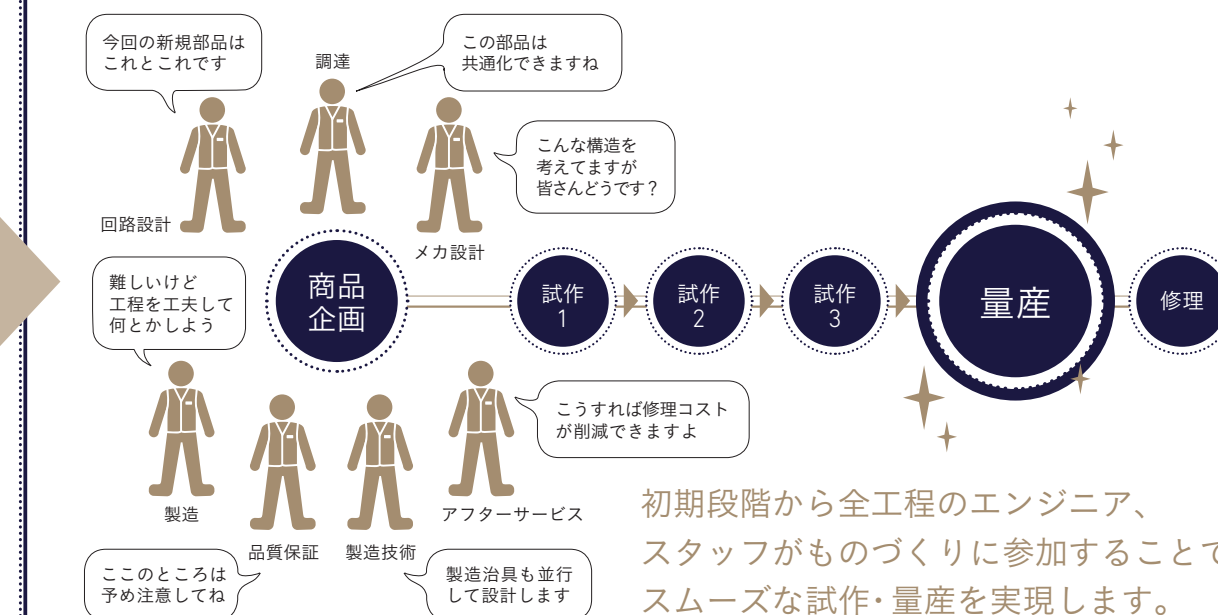 今回の新規部品は
これとこれです
調達
この部品は
共通化できますね
こんな構造を
考えてますが
皆さんどうです？
回路設計
メカ設計
難しいけど
工程を工夫して
何とかしよう
商品
企画
試作
1
試作
2
試作
3
量産
修理
こうすれば修理コスト
が削減できますよ
製造
アフターサービス
品質保証
製造技術
ここのところは
予め注意してね
製造治具も並行
して設計します
初期段階から全工程のエンジニア、
スタッフがものづくりに参加することで
スムーズな試作･量産を実現します。